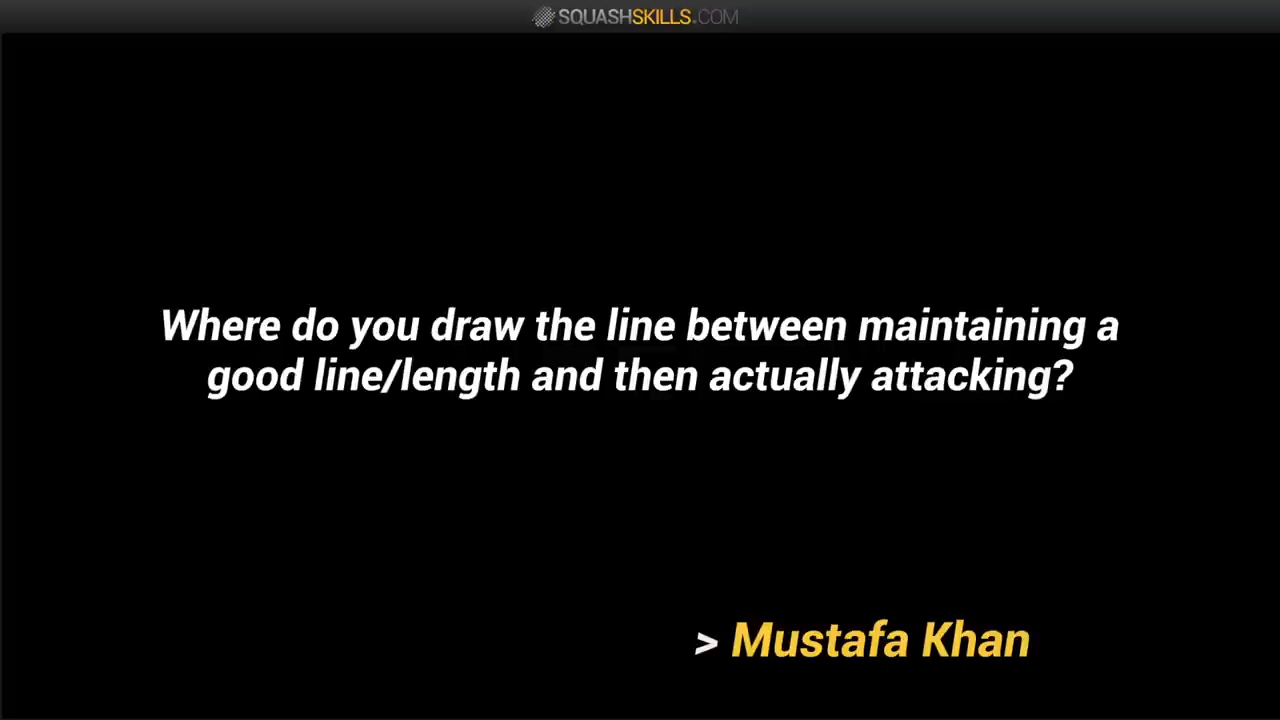 SQUASHSKILLS.COM
Where do you draw the line between maintaining a
good line/length and then actually attacking?
> Mustafa Khan